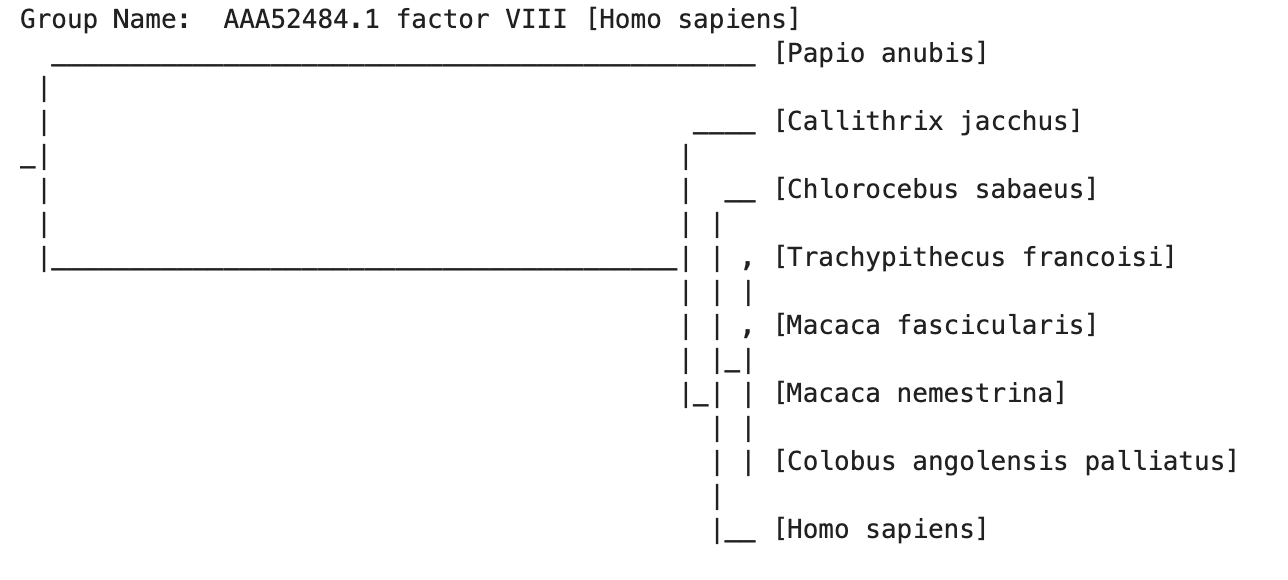 Group Name:  AAA52484.1 factor VIII [Homo sapiens]
[Papio anubis]
[Callithrix jacchus]
[Chlorocebus sabaeus]
[Trachypithecus francoisi]
[Macaca fascicularis]
[Macaca nemestrina]
[Colobus angolensis palliatus]
[Homo sapiens]